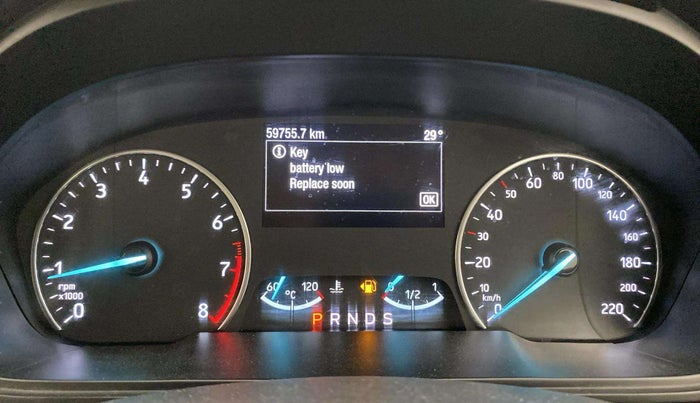 59755.7 km 29°
Key
battery low
Replace soon
OK
0 1 2 3 4 5 6 7 8
rpm
x1000
60 120
°C
0 1/2 1
P R N D S
0 10 20 30 40 50 60 80 100 120 140 160 180 200 220
km/h